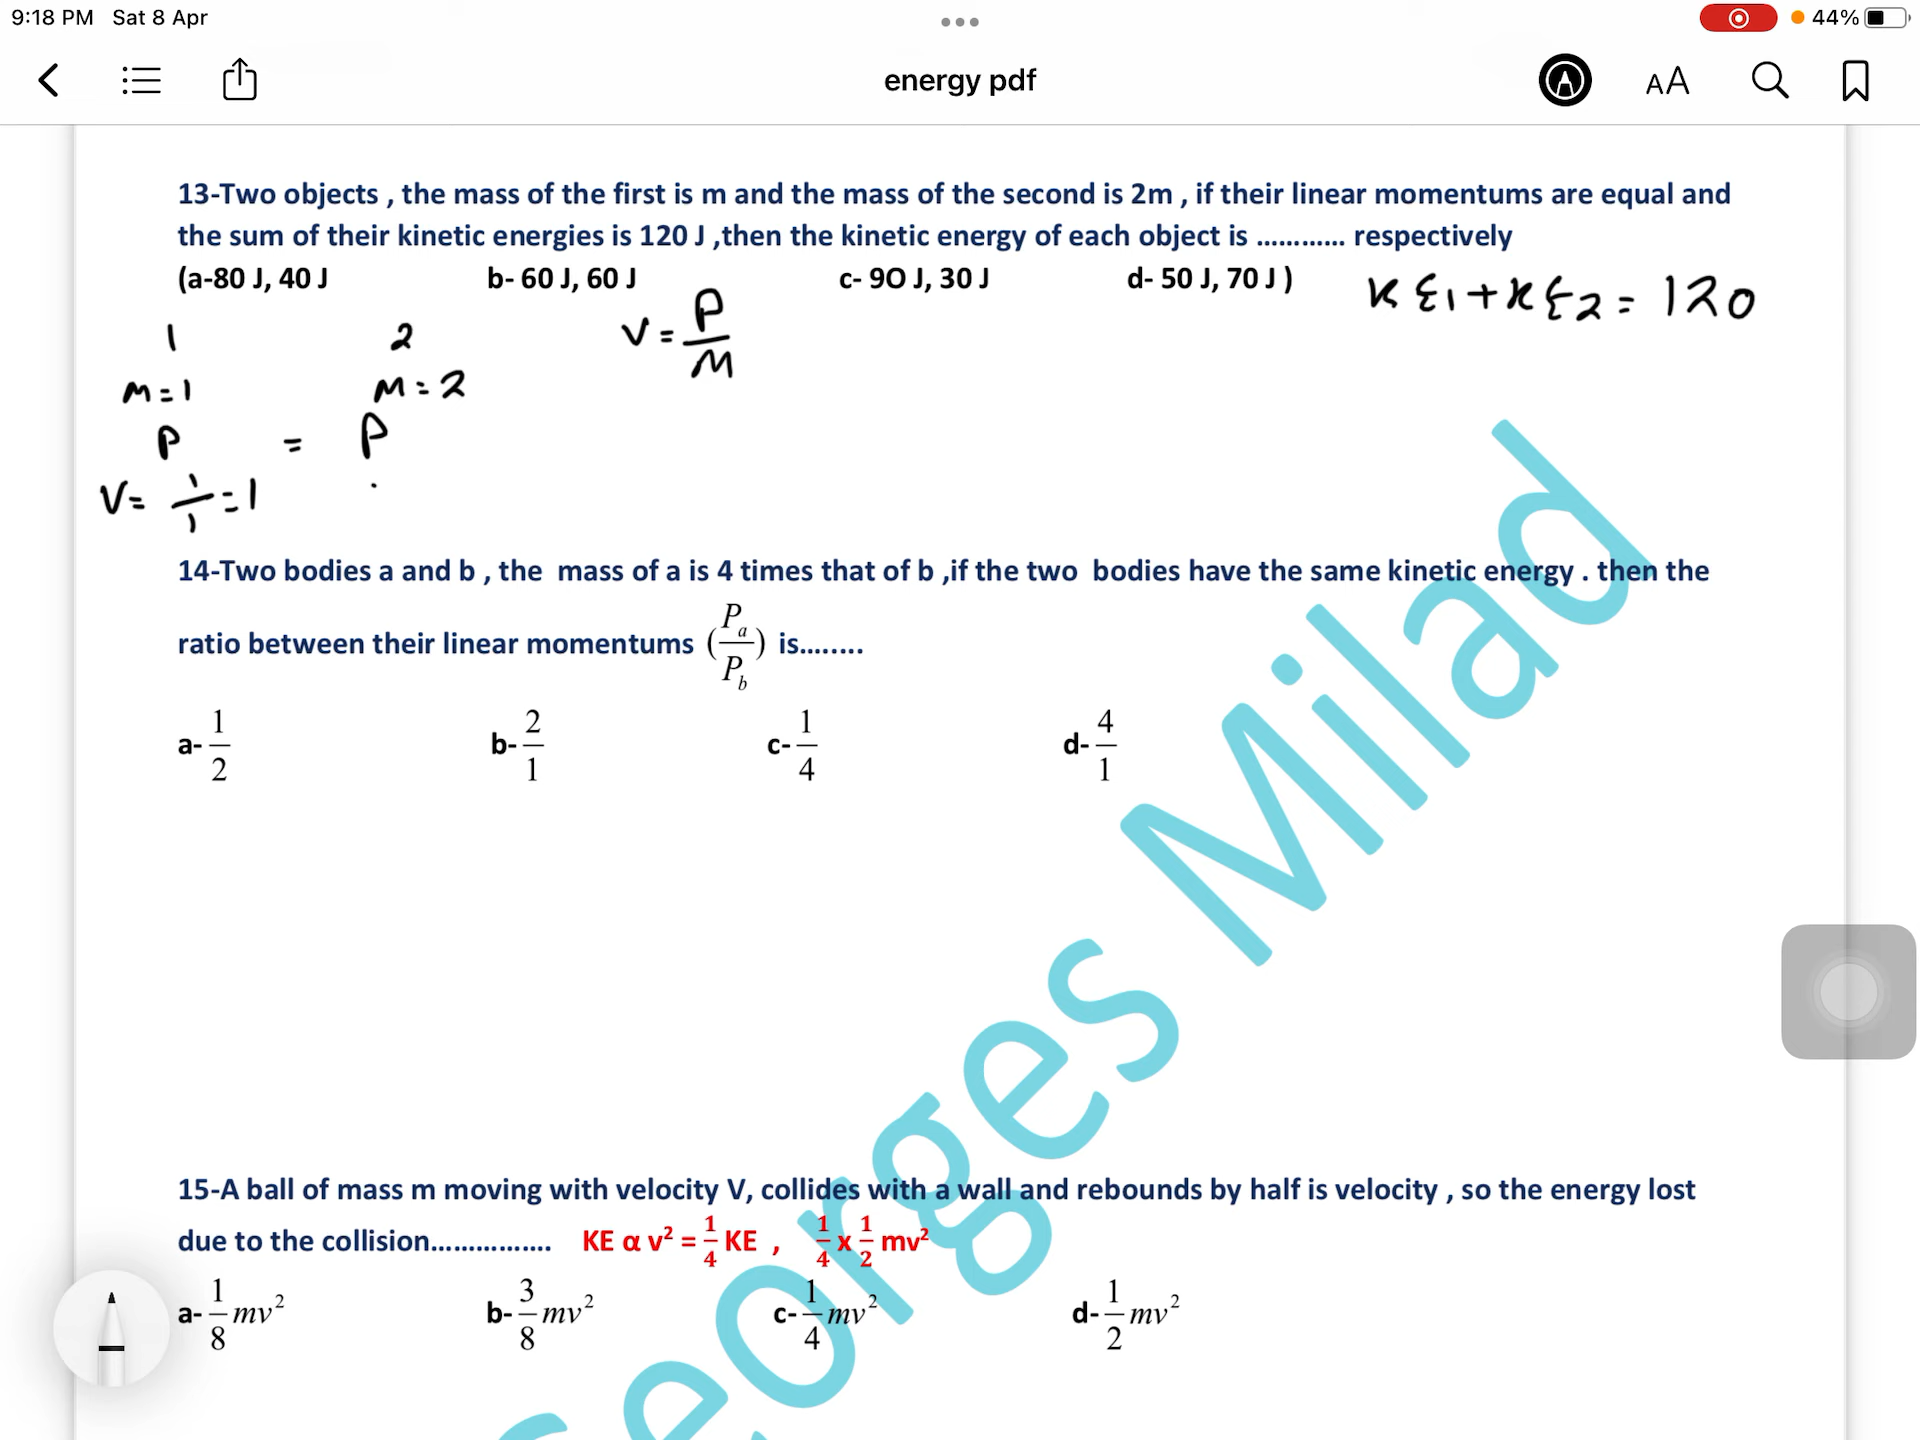 9:18 PM Sat 8 Apr
44%
energy pdf
AA
13-Two objects , the mass of the first is m and the mass of the second is 2m , if their linear momentums are equal and
the sum of their kinetic energies is 120 J ,then the kinetic energy of each object is ............ respectively
(a-80 J, 40 J b- 60 J, 60 J c- 9O J, 30 J d- 50 J, 70 J )
KE1+KE2 = 120
1 2
V = P/M
M=1 M=2
P = P
V= 1/1 =1
14-Two bodies a and b , the mass of a is 4 times that of b ,if the two bodies have the same kinetic energy . then the
ratio between their linear momentums (P_a/P_b) is........
a- 1/2 b- 2/1 c- 1/4 d- 4/1
15-A ball of mass m moving with velocity V, collides with a wall and rebounds by half is velocity , so the energy lost
due to the collision................ KE α v² = 1/4 KE , 1/4 x 1/2 mv²
a- 1/8 mv² b- 3/8 mv² c- 1/4 mv² d- 1/2 mv²
eorges Milad